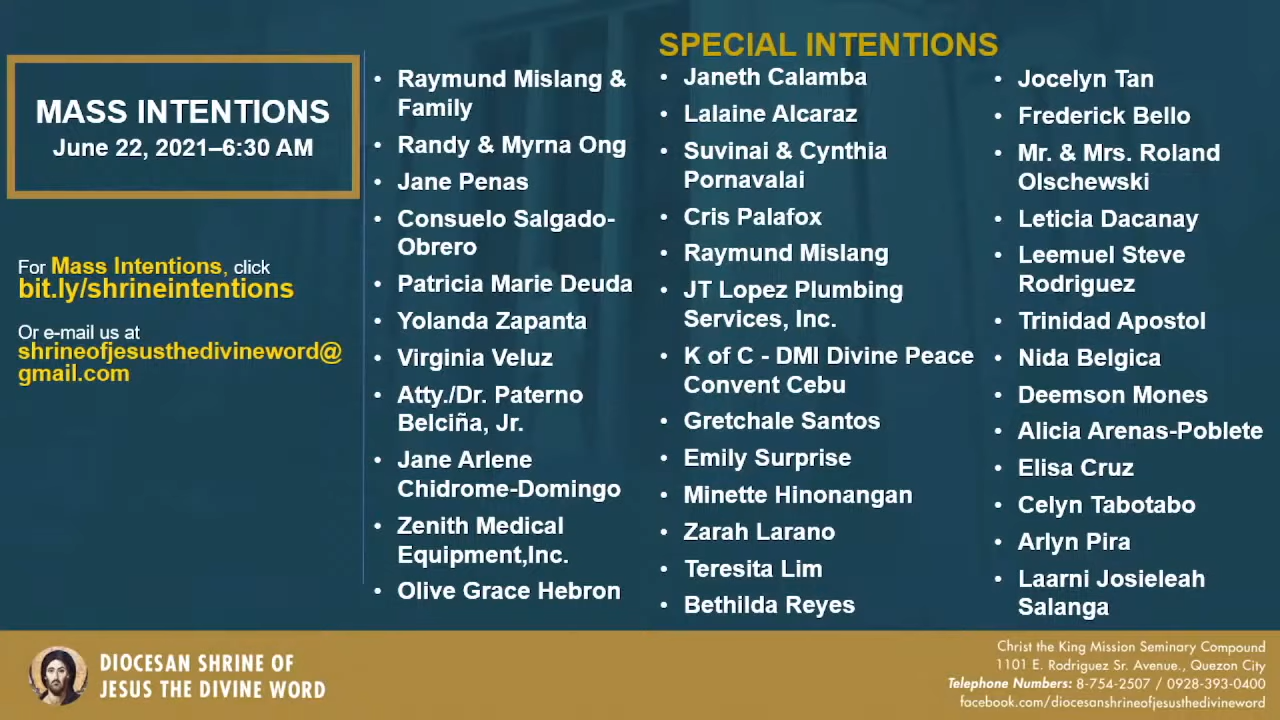 MASS INTENTIONS
June 22, 2021–6:30 AM
For Mass Intentions, click
bit.ly/shrineintentions
Or e-mail us at
shrineofjesusthedivineword@
gmail.com
SPECIAL INTENTIONS
• Raymund Mislang &
Family
• Randy & Myrna Ong
• Jane Penas
• Consuelo Salgado-
Obrero
• Patricia Marie Deuda
• Yolanda Zapanta
• Virginia Veluz
• Atty./Dr. Paterno
Belciña, Jr.
• Jane Arlene
Chidrome-Domingo
• Zenith Medical
Equipment,Inc.
• Olive Grace Hebron
• Janeth Calamba
• Lalaine Alcaraz
• Suvinai & Cynthia
Pornavalai
• Cris Palafox
• Raymund Mislang
• JT Lopez Plumbing
Services, Inc.
• K of C - DMI Divine Peace
Convent Cebu
• Gretchale Santos
• Emily Surprise
• Minette Hinonangan
• Zarah Larano
• Teresita Lim
• Bethilda Reyes
• Jocelyn Tan
• Frederick Bello
• Mr. & Mrs. Roland
Olschewski
• Leticia Dacanay
• Leemuel Steve
Rodriguez
• Trinidad Apostol
• Nida Belgica
• Deemson Mones
• Alicia Arenas-Poblete
• Elisa Cruz
• Celyn Tabotabo
• Arlyn Pira
• Laarni Josieleah
Salanga
DIOCESAN SHRINE OF
JESUS THE DIVINE WORD
Christ the King Mission Seminary Compound
1101 E. Rodriguez Sr. Avenue., Quezon City
Telephone Numbers: 8-754-2507 / 0928-393-0400
facebook.com/diocesanshrineofjesusthedivineword